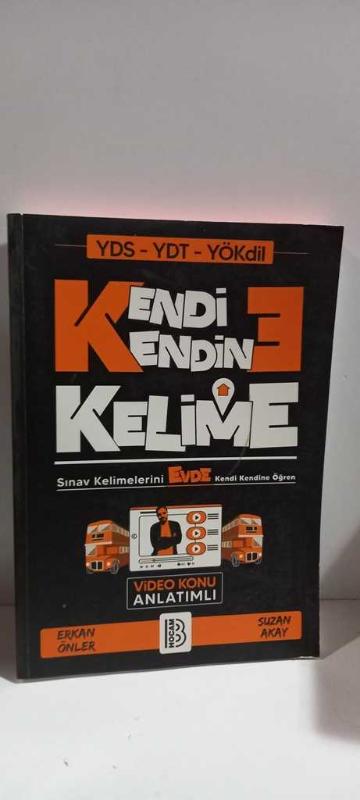 YDS - YDT - YÖKdil
KENDİ
KENDİNE
KELİME
Sınav Kelimelerini EVDE Kendi Kendine Öğren
VİDEO KONU
ANLATIMLI
ERKAN
ÖNLER
B HOCAM
SUZAN
AKAY